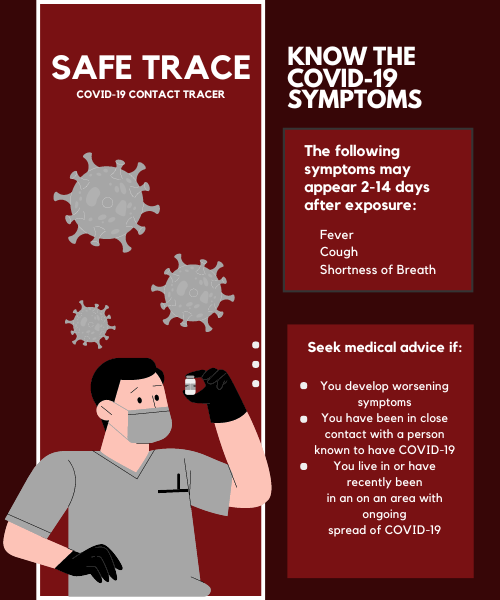 SAFE TRACE
COVID-19 CONTACT TRACER
KNOW THE
COVID-19
SYMPTOMS
The following
symptoms may
appear 2-14 days
after exposure:
Fever
Cough
Shortness of Breath
Seek medical advice if:
You develop worsening
symptoms
You have been in close
contact with a person
known to have COVID-19
You live in or have
recently been
in an on an area with
ongoing
spread of COVID-19